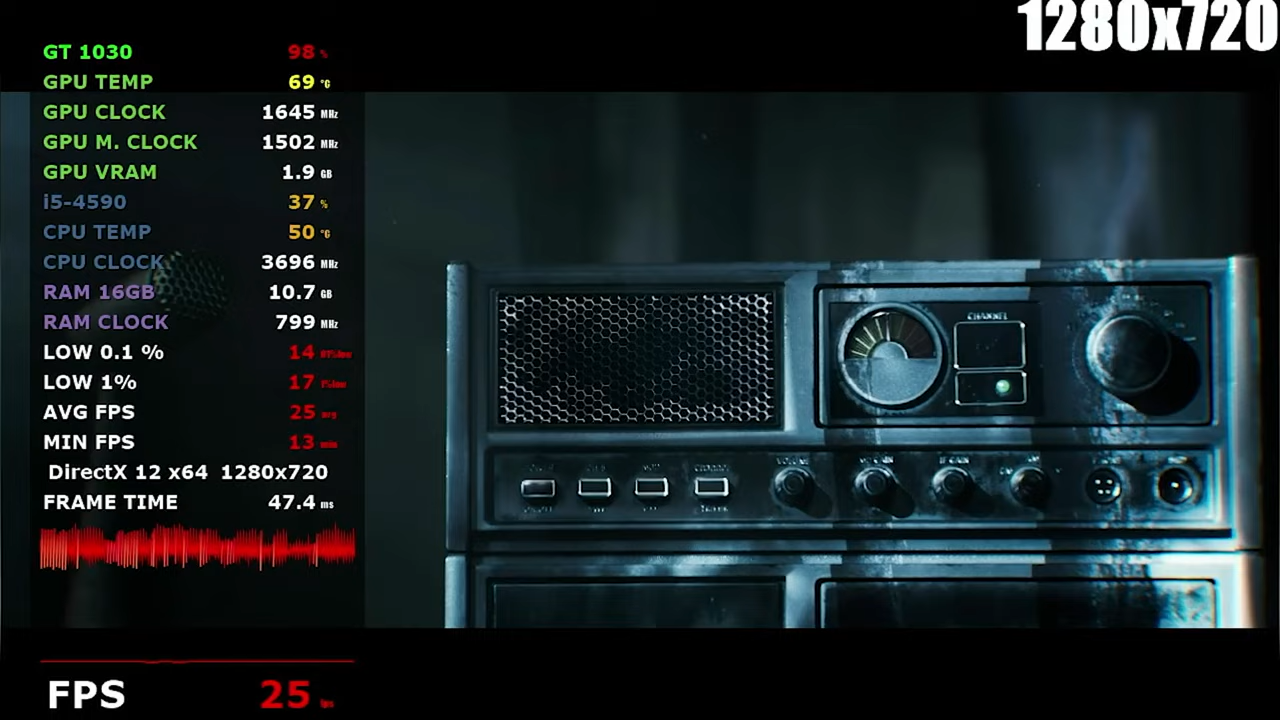 1280x720
GT 1030 98 %
GPU TEMP 69 °C
GPU CLOCK 1645 MHz
GPU M. CLOCK 1502 MHz
GPU VRAM 1.9 GB
i5-4590 37 %
CPU TEMP 50 °C
CPU CLOCK 3696 MHz
RAM 16GB 10.7 GB
RAM CLOCK 799 MHz
LOW 0.1 % 14
LOW 1% 17
AVG FPS 25 avg
MIN FPS 13 min
DirectX 12 x64 1280x720
FRAME TIME 47.4 ms
FPS 25 fps
CHANNEL
VOLUME